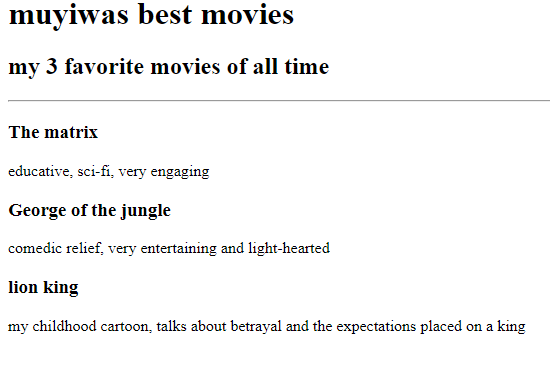 muyiwas best movies
my 3 favorite movies of all time
The matrix
educative, sci-fi, very engaging
George of the jungle
comedic relief, very entertaining and light-hearted
lion king
my childhood cartoon, talks about betrayal and the expectations placed on a king